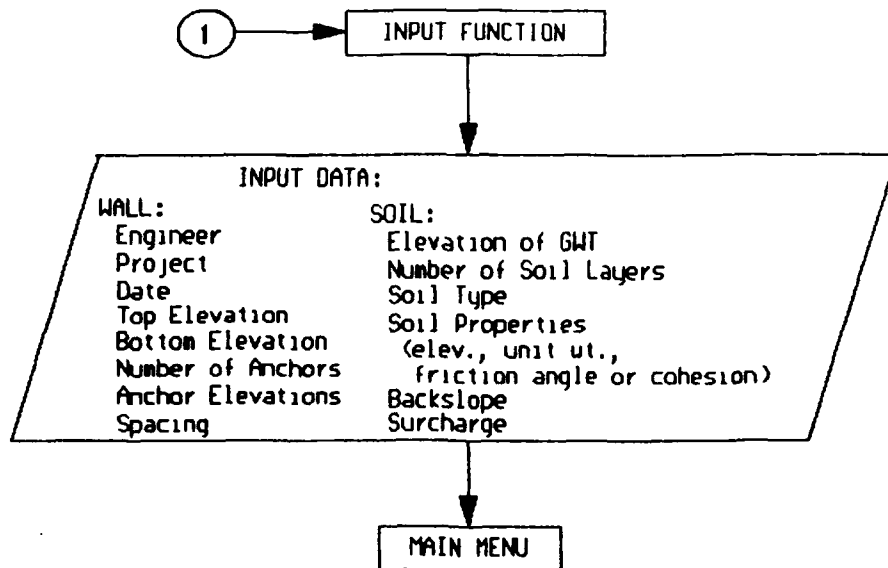 1
INPUT FUNCTION
INPUT DATA:
WALL:
Engineer
Project
Date
Top Elevation
Bottom Elevation
Number of Anchors
Anchor Elevations
Spacing
SOIL:
Elevation of GWT
Number of Soil Layers
Soil Type
Soil Properties
(elev., unit wt.,
friction angle or cohesion)
Backslope
Surcharge
MAIN MENU